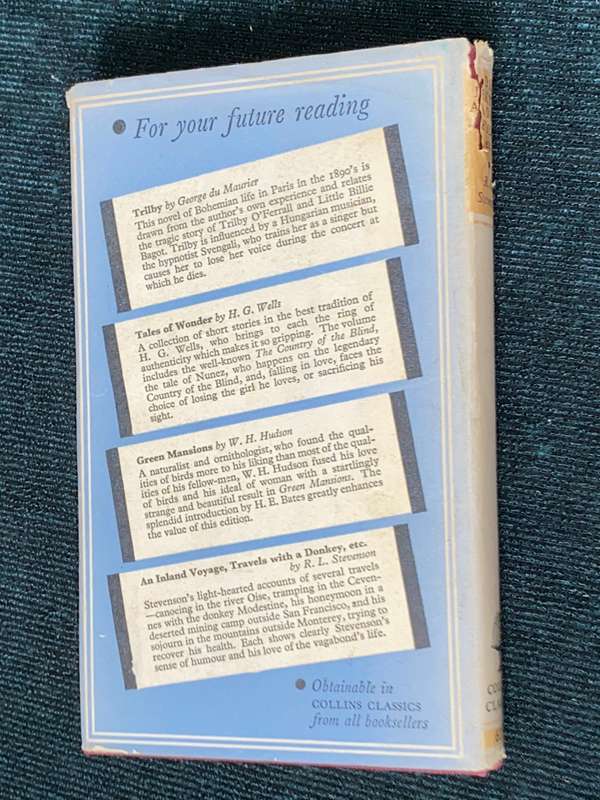 For your future reading
Trilby by George du Maurier
This novel of Bohemian life in Paris in the 1890's is
drawn from the author's own experience and relates
the tragic story of Trilby O'Ferrall and Little Billie
Bagot. Trilby is influenced by a Hungarian musician,
the hypnotist Svengali, who trains her as a singer but
causes her to lose her voice during the concert at
which he dies.
Tales of Wonder by H. G. Wells
A collection of short stories in the best tradition of
H. G. Wells, who brings to each the ring of
authenticity which makes it so gripping. The volume
includes the well-known The Country of the Blind,
the tale of Nunez, who happens on the legendary
Country of the Blind, and, falling in love, faces the
choice of losing the girl he loves, or sacrificing his
sight.
Green Mansions by W. H. Hudson
A naturalist and ornithologist, who found the qual-
ities of birds more to his liking than most of the qual-
ities of his fellow-men, W. H. Hudson fused his love
of birds and his ideal of woman with a startlingly
strange and beautiful result in Green Mansions. The
splendid introduction by H. E. Bates greatly enhances
the value of this edition.
An Inland Voyage, Travels with a Donkey, etc.
by R. L. Stevenson
Stevenson's light-hearted accounts of several travels
—canoeing in the river Oise, tramping in the Ceven-
nes with the donkey Modestine, his honeymoon in a
deserted mining camp outside San Francisco, and his
sojourn in the mountains outside Monterey, trying to
recover his health. Each shows clearly Stevenson's
sense of humour and his love of the vagabond's life.
Obtainable in
COLLINS CLASSICS
from all booksellers